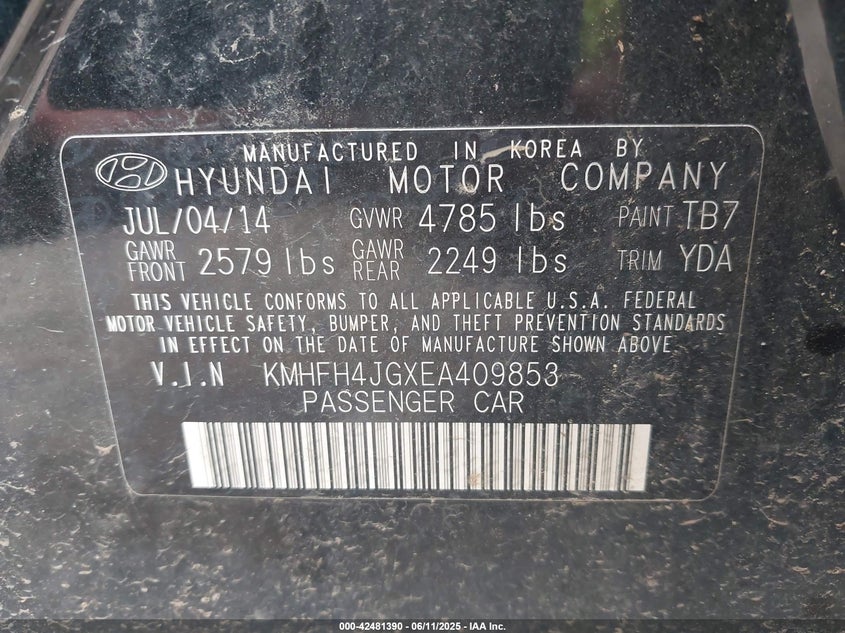 MANUFACTURED IN KOREA BY
HYUNDAI MOTOR COMPANY
JUL/04/14 GVWR 4785 lbs PAINT TB7
GAWR FRONT 2579 lbs GAWR REAR 2249 lbs TRIM YDA
THIS VEHICLE CONFORMS TO ALL APPLICABLE U.S.A. FEDERAL
MOTOR VEHICLE SAFETY, BUMPER, AND THEFT PREVENTION STANDARDS
IN EFFECT ON THE DATE OF MANUFACTURE SHOWN ABOVE
V.I.N KMHFH4JGXEA409853
PASSENGER CAR
000-42481390 - 06/11/2025 - IAA Inc.